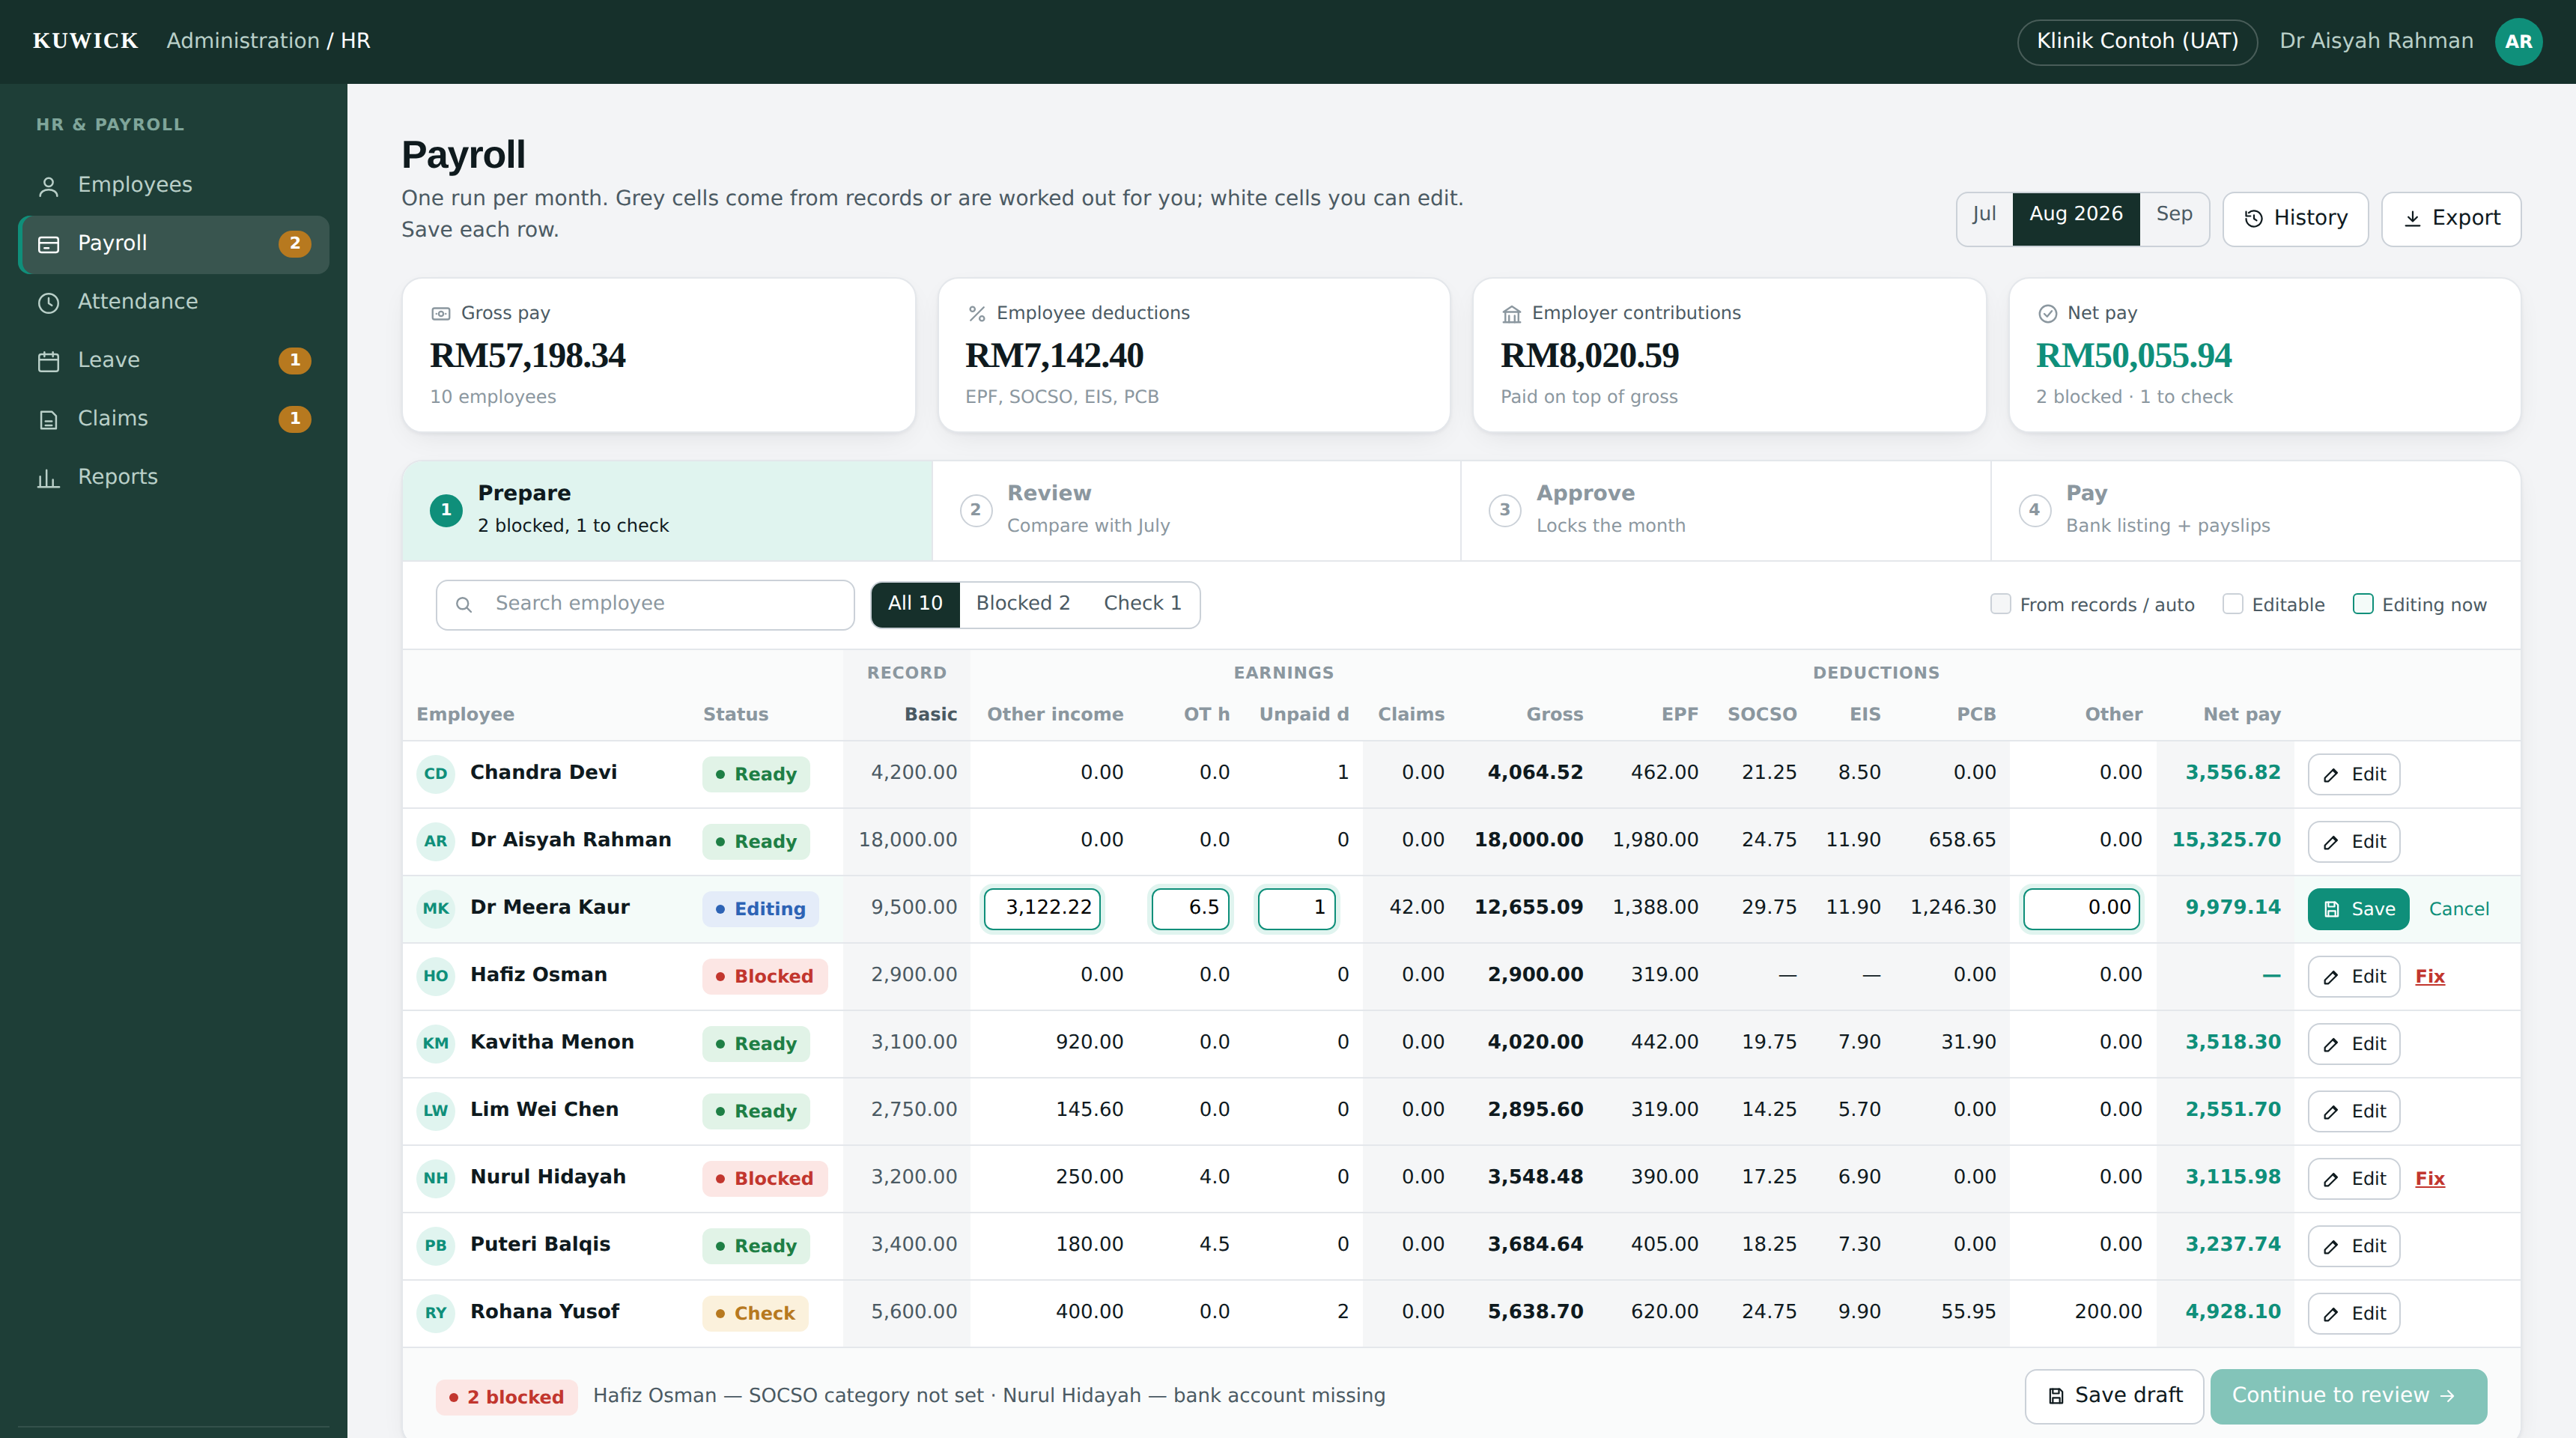 KUWICK Administration / HR Klinik Contoh (UAT) Dr Aisyah Rahman AR
HR & PAYROLL
Employees
Payroll 2
Attendance
Leave 1
Claims 1
Reports
Payroll
One run per month. Grey cells come from records or are worked out for you; white cells you can edit.
Save each row.
Jul Aug 2026 Sep History Export
Gross pay
RM57,198.34
10 employees
Employee deductions
RM7,142.40
EPF, SOCSO, EIS, PCB
Employer contributions
RM8,020.59
Paid on top of gross
Net pay
RM50,055.94
2 blocked · 1 to check
1 Prepare
2 blocked, 1 to check
2 Review
Compare with July
3 Approve
Locks the month
4 Pay
Bank listing + payslips
Search employee All 10 Blocked 2 Check 1 From records / auto Editable Editing now
RECORD EARNINGS DEDUCTIONS
Employee Status Basic Other income OT h Unpaid d Claims Gross EPF SOCSO EIS PCB Other Net pay
CD Chandra Devi Ready 4,200.00 0.00 0.0 1 0.00 4,064.52 462.00 21.25 8.50 0.00 0.00 3,556.82 Edit
AR Dr Aisyah Rahman Ready 18,000.00 0.00 0.0 0 0.00 18,000.00 1,980.00 24.75 11.90 658.65 0.00 15,325.70 Edit
MK Dr Meera Kaur Editing 9,500.00 3,122.22 6.5 1 42.00 12,655.09 1,388.00 29.75 11.90 1,246.30 0.00 9,979.14 Save Cancel
HO Hafiz Osman Blocked 2,900.00 0.00 0.0 0 0.00 2,900.00 319.00 — — 0.00 0.00 — Edit Fix
KM Kavitha Menon Ready 3,100.00 920.00 0.0 0 0.00 4,020.00 442.00 19.75 7.90 31.90 0.00 3,518.30 Edit
LW Lim Wei Chen Ready 2,750.00 145.60 0.0 0 0.00 2,895.60 319.00 14.25 5.70 0.00 0.00 2,551.70 Edit
NH Nurul Hidayah Blocked 3,200.00 250.00 4.0 0 0.00 3,548.48 390.00 17.25 6.90 0.00 0.00 3,115.98 Edit Fix
PB Puteri Balqis Ready 3,400.00 180.00 4.5 0 0.00 3,684.64 405.00 18.25 7.30 0.00 0.00 3,237.74 Edit
RY Rohana Yusof Check 5,600.00 400.00 0.0 2 0.00 5,638.70 620.00 24.75 9.90 55.95 200.00 4,928.10 Edit
2 blocked Hafiz Osman — SOCSO category not set · Nurul Hidayah — bank account missing Save draft Continue to review →